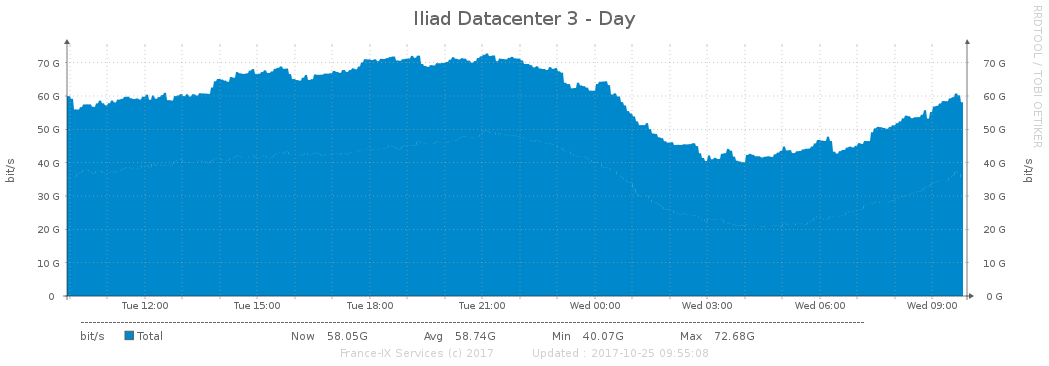 Iliad Datacenter 3 - Day
RRDTOOL / TOBI OETIKER
70 G 70 G
60 G 60 G
50 G 50 G
40 G 40 G
30 G 30 G
20 G 20 G
10 G 10 G
0 0 G
bit/s bit/s
Tue 12:00 Tue 15:00 Tue 18:00 Tue 21:00 Wed 00:00 Wed 03:00 Wed 06:00 Wed 09:00
bit/s Total Now 58.05G Avg 58.74G Min 40.07G Max 72.68G
France-IX Services (c) 2017 Updated : 2017-10-25 09:55:08